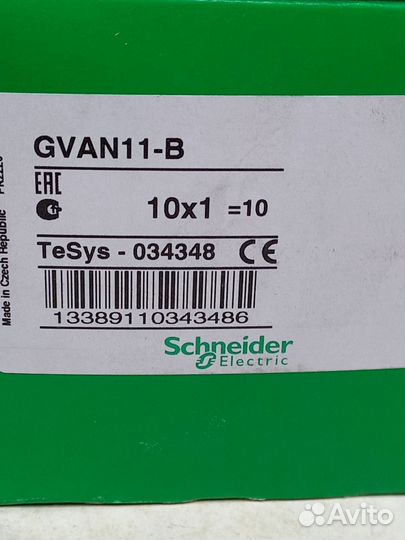 GVAN11-B
EAC
10x1 =10
TeSys - 034348 CE
13389110343486
Schneider
Electric
Made in Czech Republic
Avito